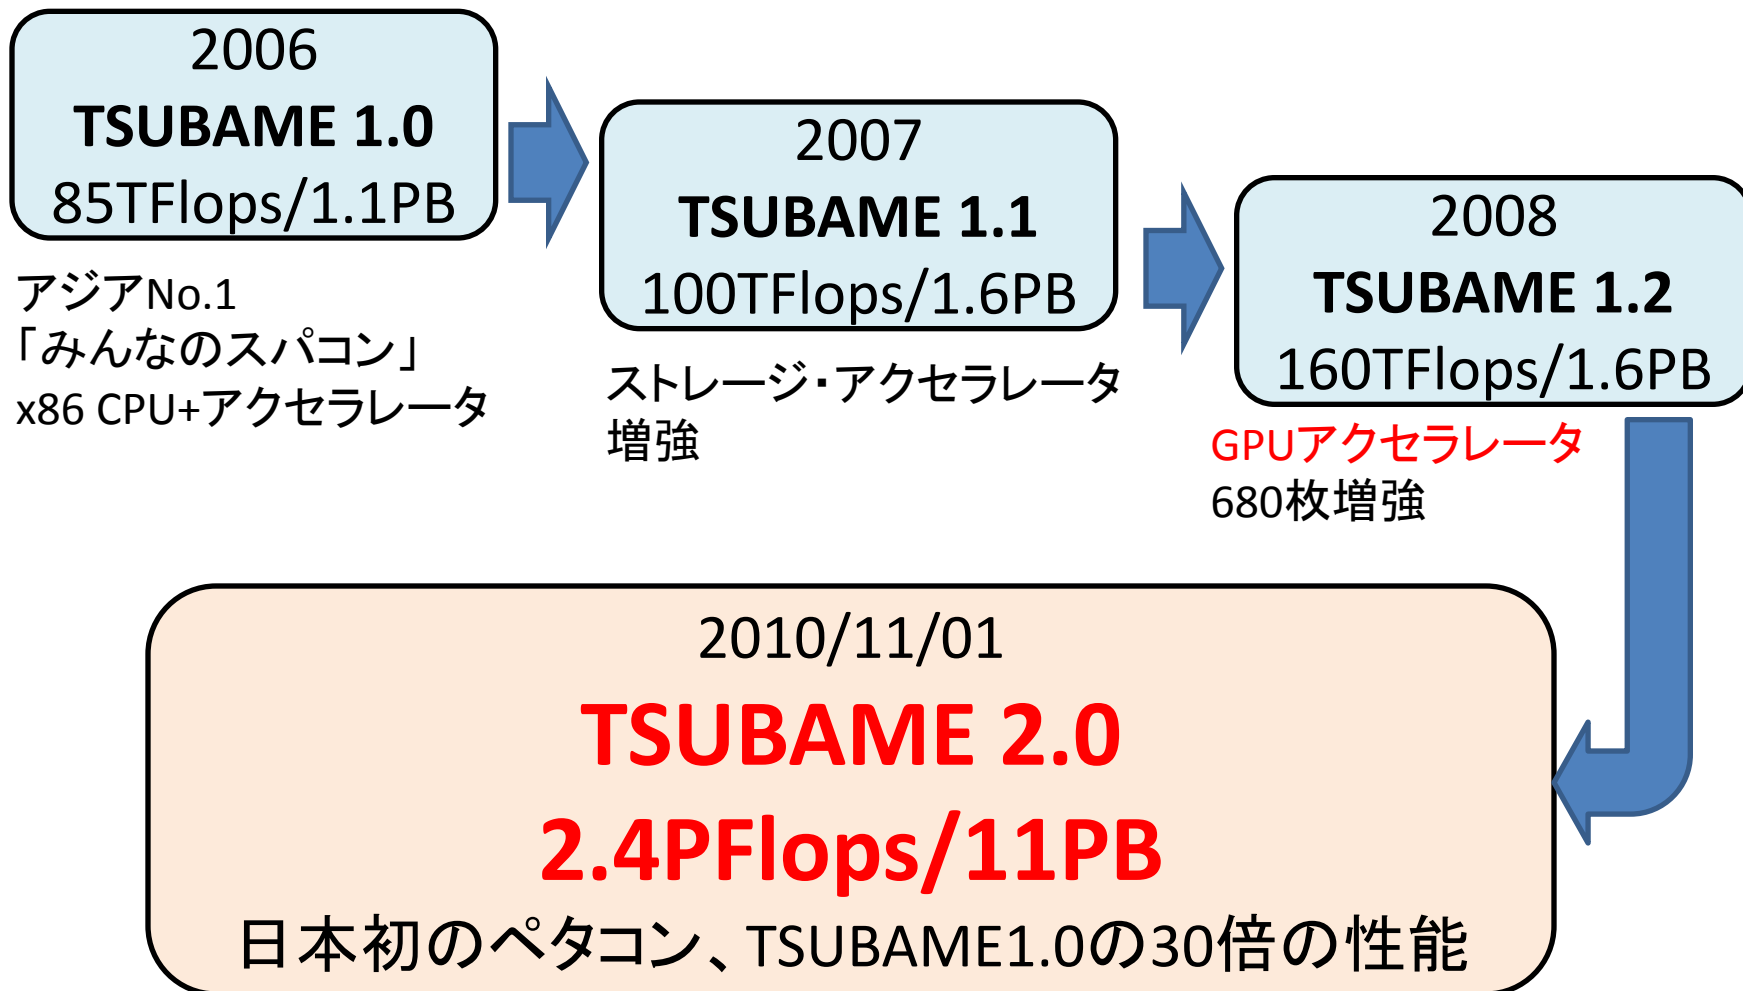 2006
TSUBAME 1.0
85TFlops/1.1PB
アジアNo.1
「みんなのスパコン」
x86 CPU+アクセラレータ
2007
TSUBAME 1.1
100TFlops/1.6PB
ストレージ・アクセラレータ
増強
2008
TSUBAME 1.2
160TFlops/1.6PB
GPUアクセラレータ
680枚増強
2010/11/01
TSUBAME 2.0
2.4PFlops/11PB
日本初のペタコン、TSUBAME1.0の30倍の性能